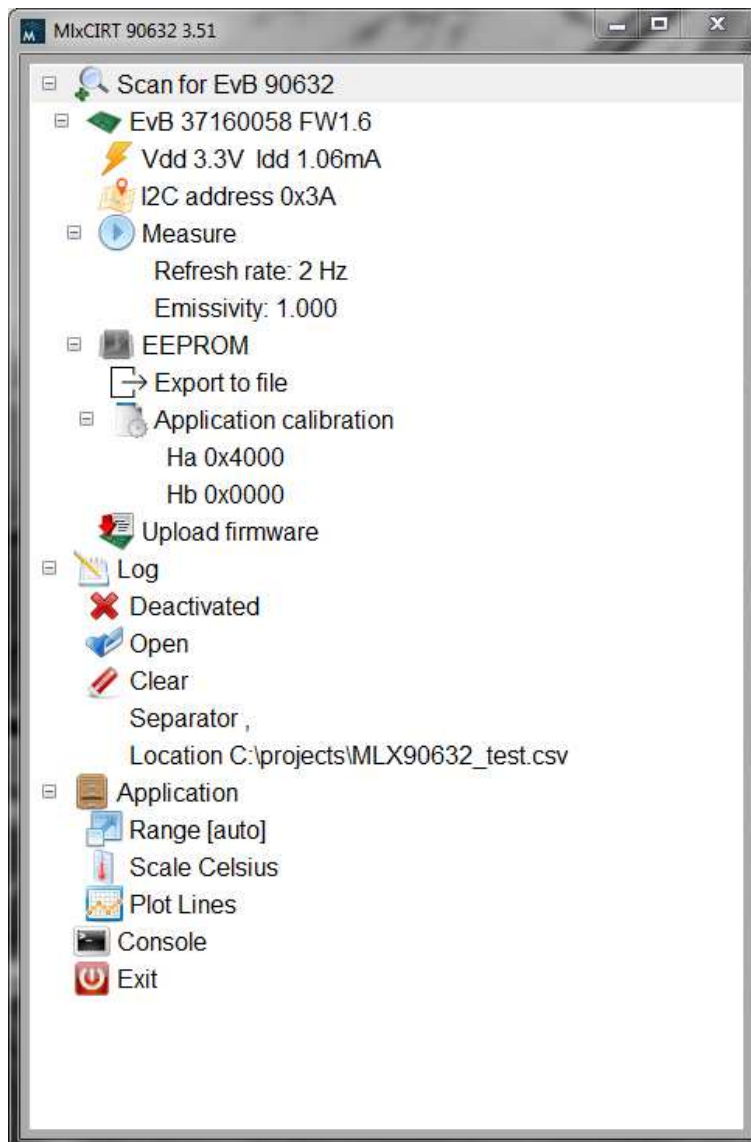 MlxCIRT 90632 3.51
Scan for EvB 90632
EvB 37160058 FW1.6
Vdd 3.3V Idd 1.06mA
I2C address 0x3A
Measure
Refresh rate: 2 Hz
Emissivity: 1.000
EEPROM
Export to file
Application calibration
Ha 0x4000
Hb 0x0000
Upload firmware
Log
Deactivated
Open
Clear
Separator ,
Location C:\projects\MLX90632_test.csv
Application
Range [auto]
Scale Celsius
Plot Lines
Console
Exit